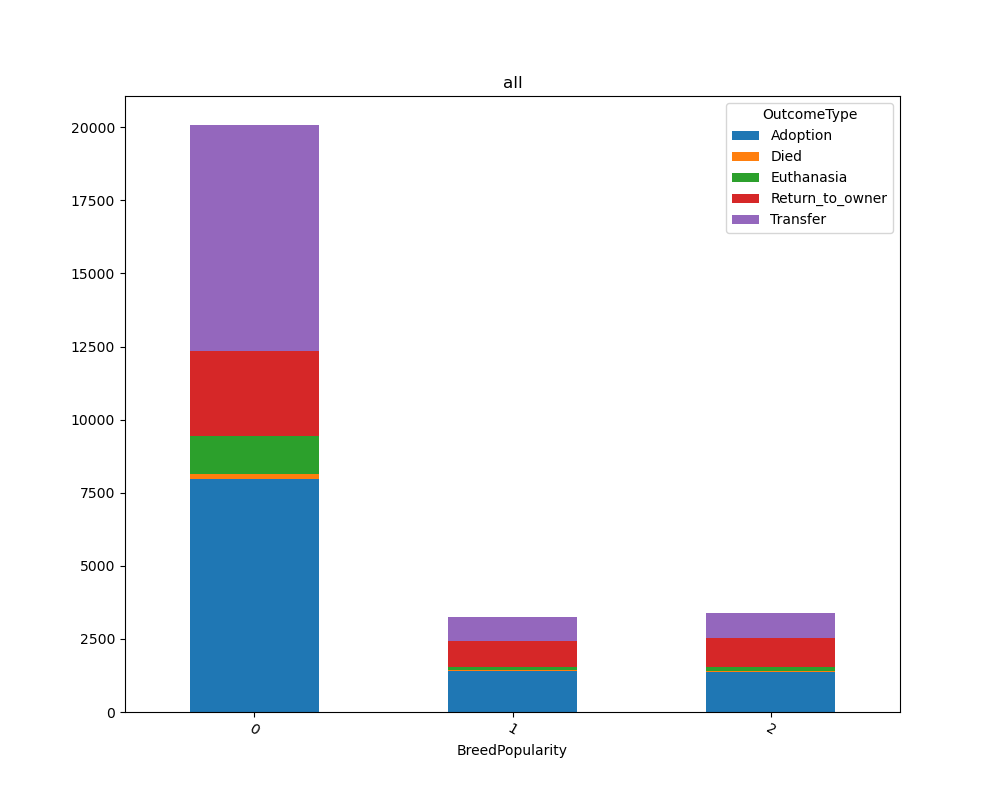 all
OutcomeType
Adoption
Died
Euthanasia
Return_to_owner
Transfer
20000
17500
15000
12500
10000
7500
5000
2500
0
0
1
2
BreedPopularity